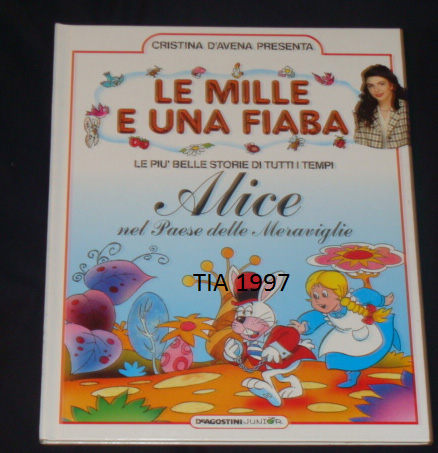 CRISTINA D'AVENA PRESENTA
LE MILLE
E UNA FIABA
LE PIU' BELLE STORIE DI TUTTI I TEMPI
Alice
nel Paese delle Meraviglie
TIA 1997
DEAGOSTINI JUNIOR